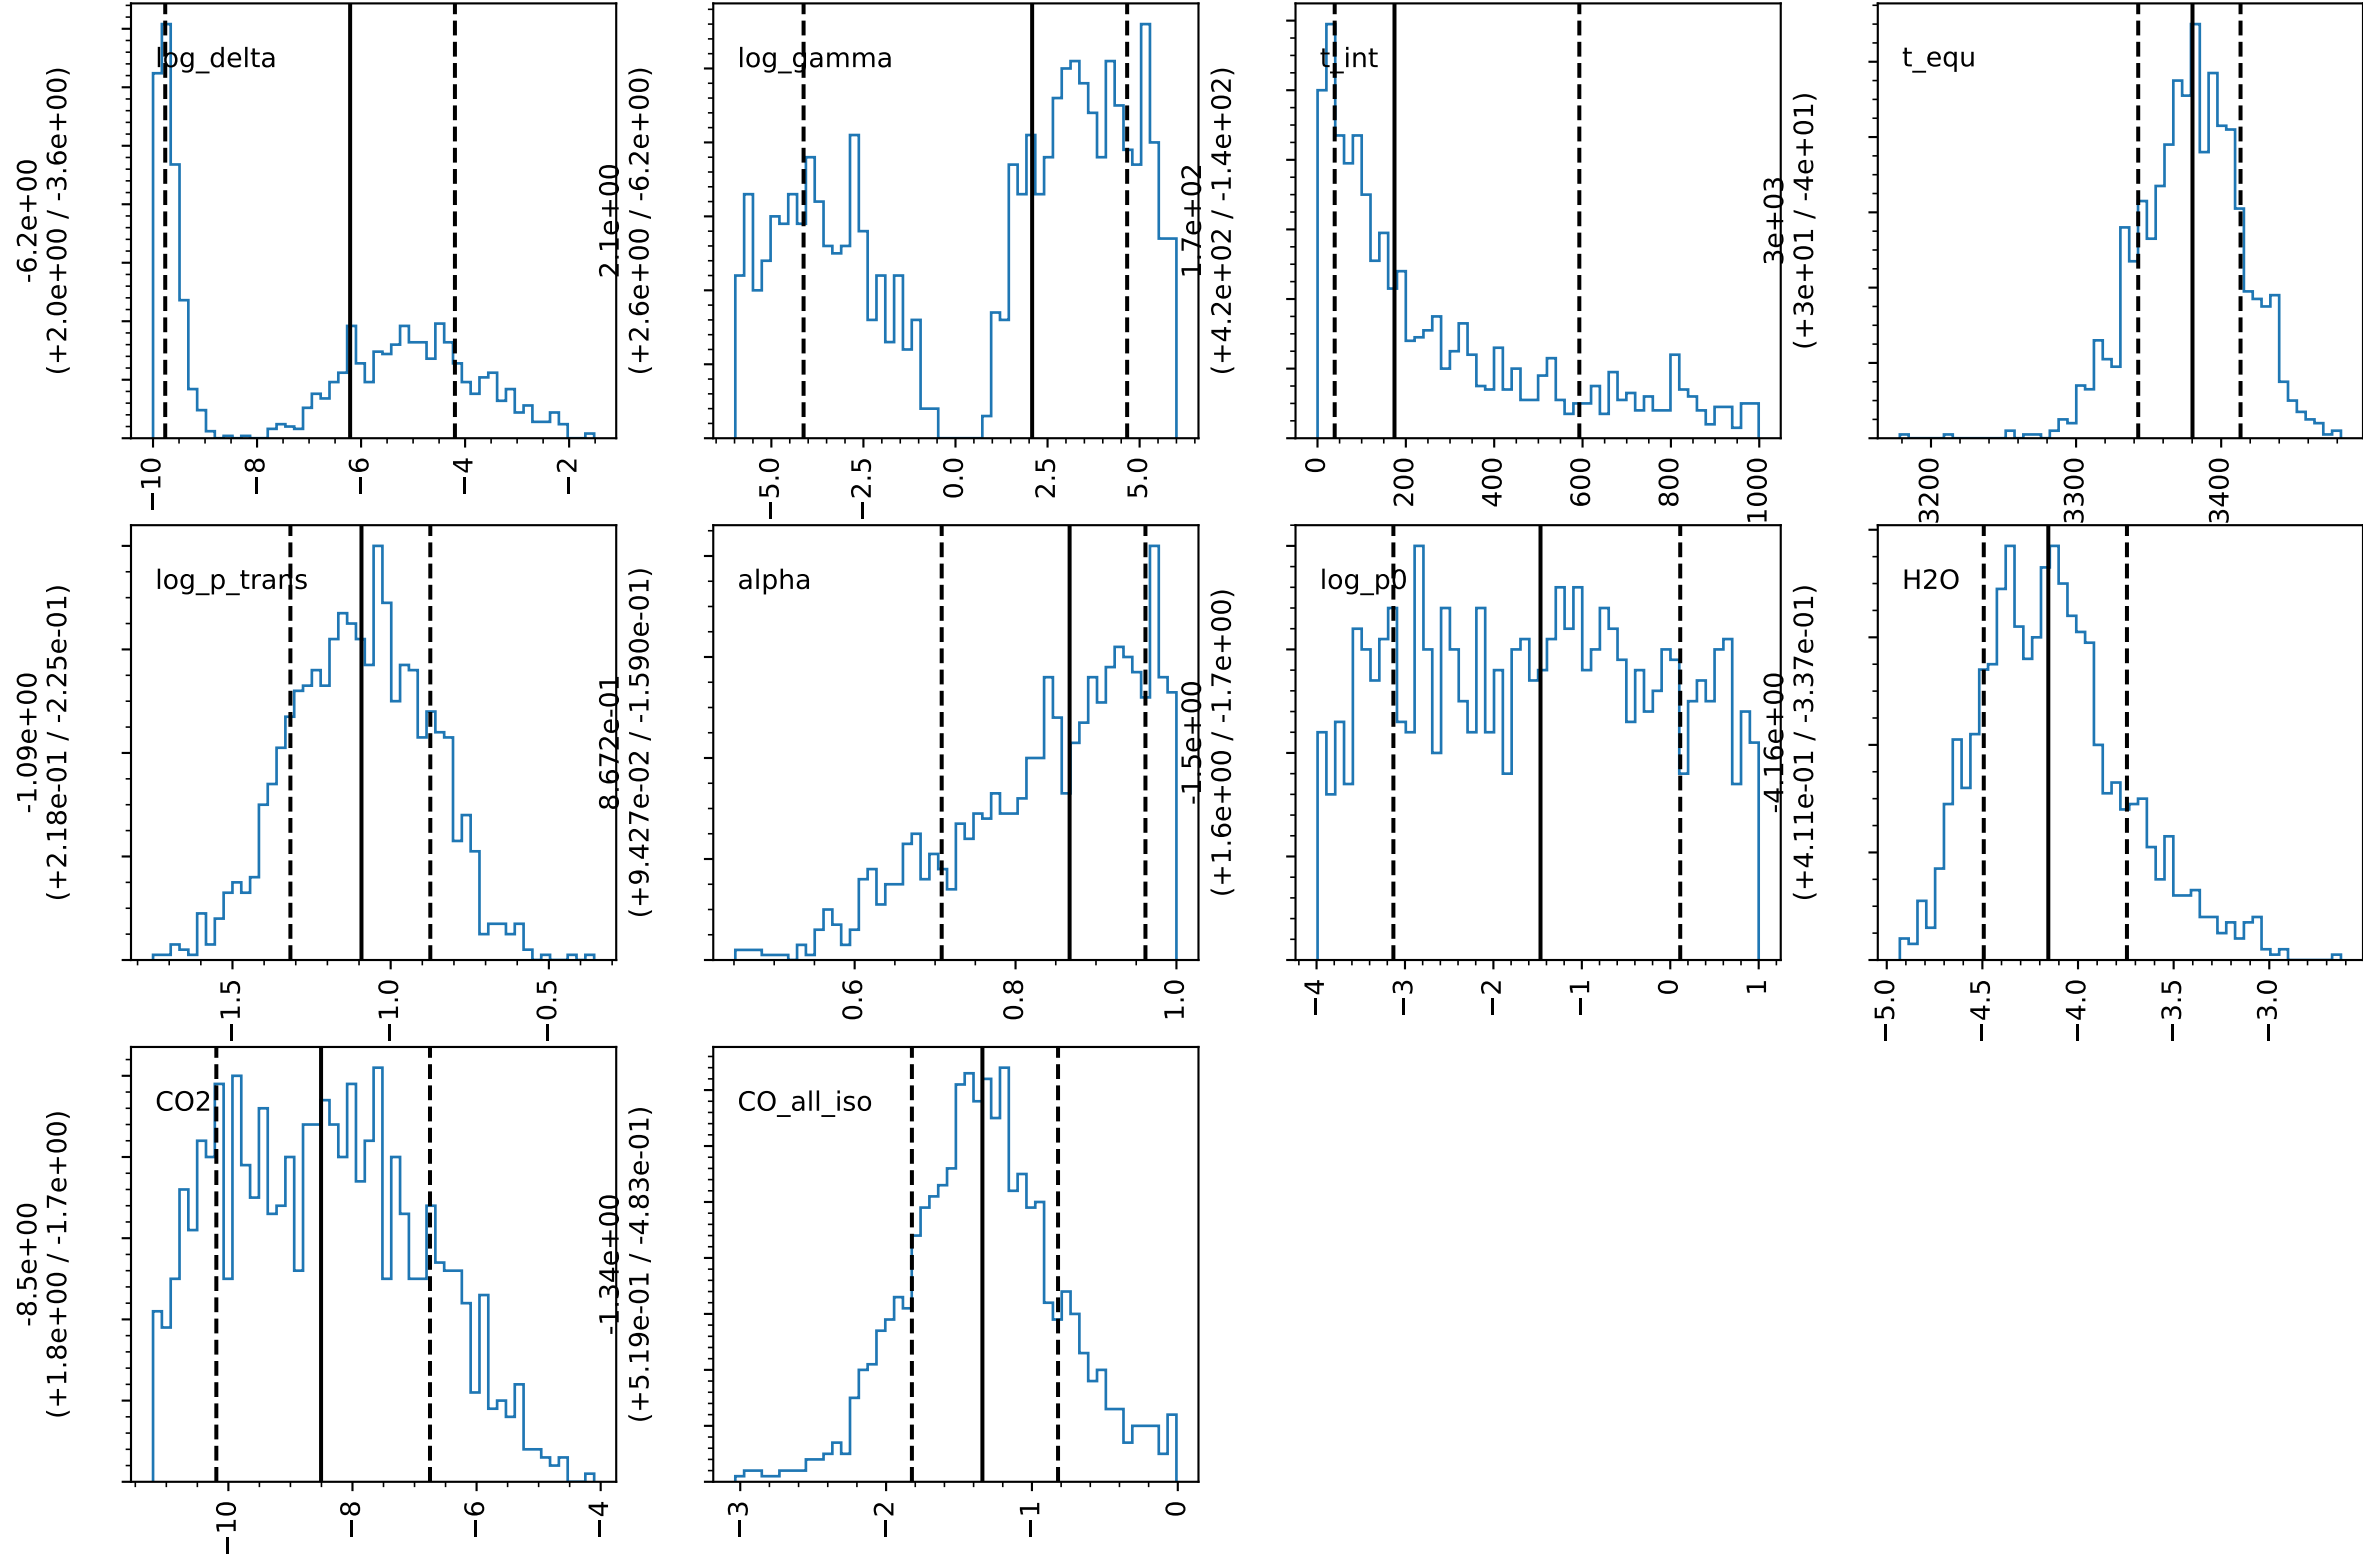 -6.2e+00
(+2.0e+00 / -3.6e+00)
log_delta
−10
−8
−6
−4
−2
2.1e+00
(+2.6e+00 / -6.2e+00)
log_gamma
−5.0
−2.5
0.0
2.5
5.0
1.7e+02
(+4.2e+02 / -1.4e+02)
t_int
0
200
400
600
800
1000
3e+03
(+3e+01 / -4e+01)
t_equ
3200
3300
3400
-1.09e+00
(+2.18e-01 / -2.25e-01)
log_p_trans
−1.5
−1.0
−0.5
8.672e-01
(+9.427e-02 / -1.590e-01)
alpha
0.6
0.8
1.0
-1.5e+00
(+1.6e+00 / -1.7e+00)
log_p0
−4
−3
−2
−1
0
1
-4.16e+00
(+4.11e-01 / -3.37e-01)
H2O
−5.0
−4.5
−4.0
−3.5
−3.0
-8.5e+00
(+1.8e+00 / -1.7e+00)
CO2
−10
−8
−6
−4
-1.34e+00
(+5.19e-01 / -4.83e-01)
CO_all_iso
−3
−2
−1
0